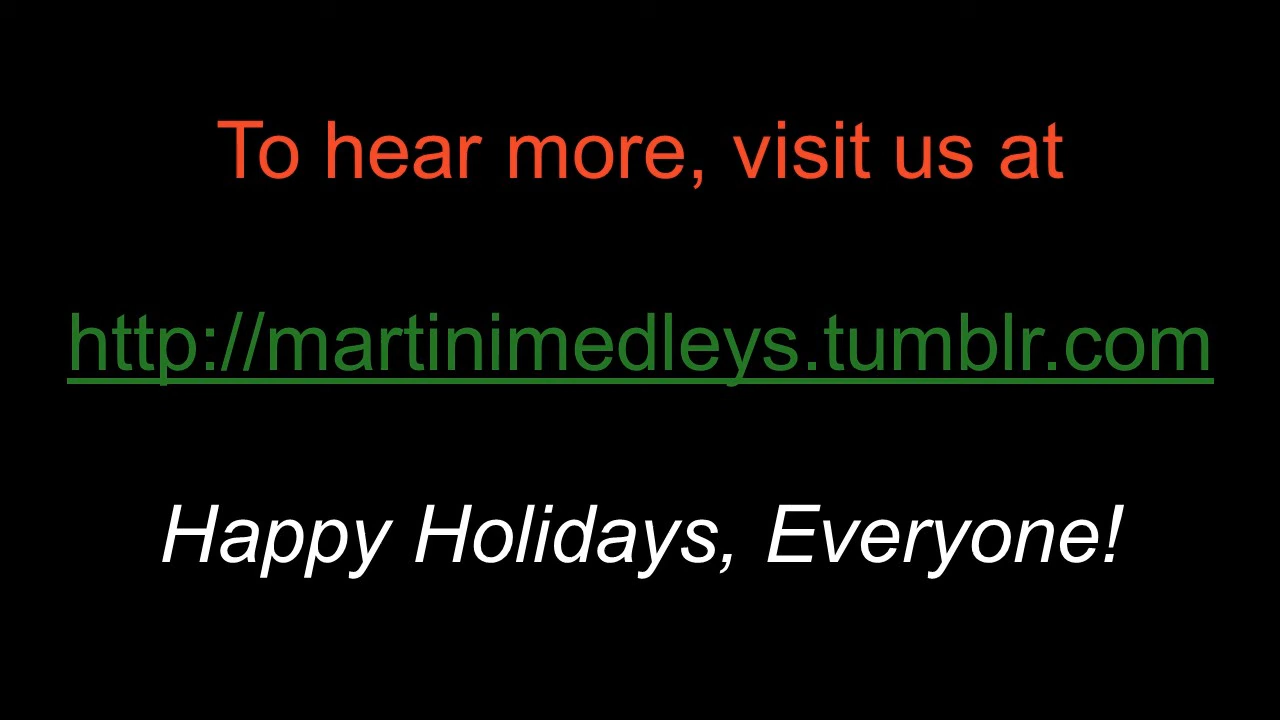 To hear more, visit us at
http://martinimedleys.tumblr.com
Happy Holidays, Everyone!